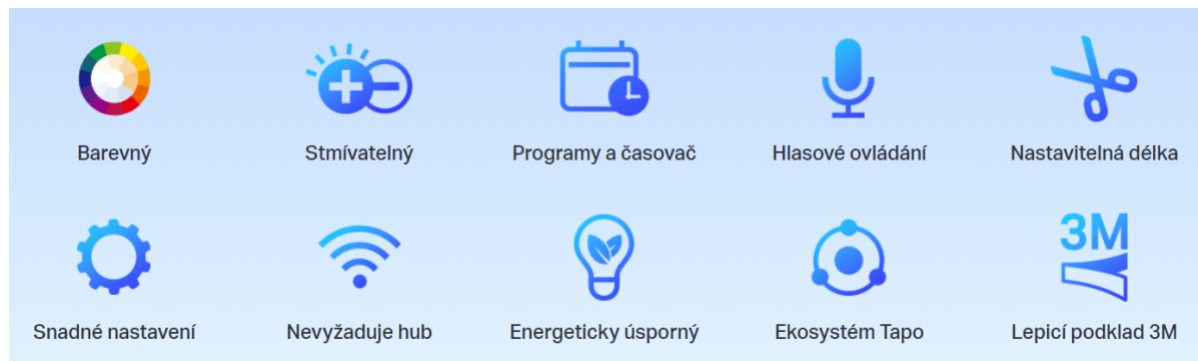 Barevný
Stmívatelný
Programy a časovač
Hlasové ovládání
Nastavitelná délka
3M
Snadné nastavení
Nevyžaduje hub
Energeticky úsporný
Ekosystém Tapo
Lepicí podklad 3M